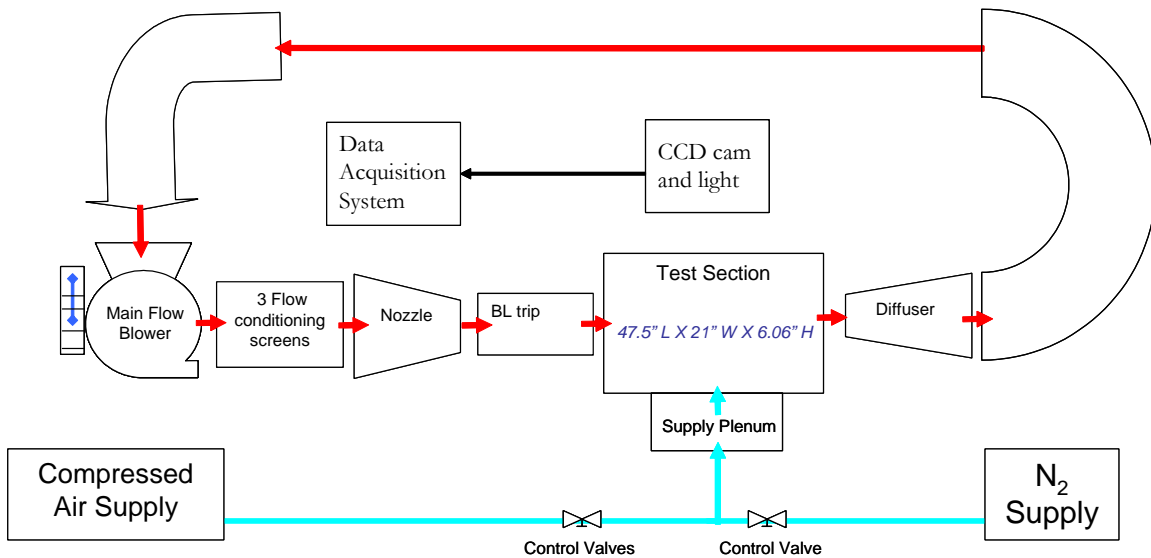 Data
Acquisition
System
CCD cam
and light
Main Flow
Blower
3 Flow
conditioning
screens
Nozzle
BL trip
Test Section
47.5" L X 21" W X 6.06" H
Diffuser
Supply Plenum
Compressed
Air Supply
Control Valves
Control Valve
N₂
Supply